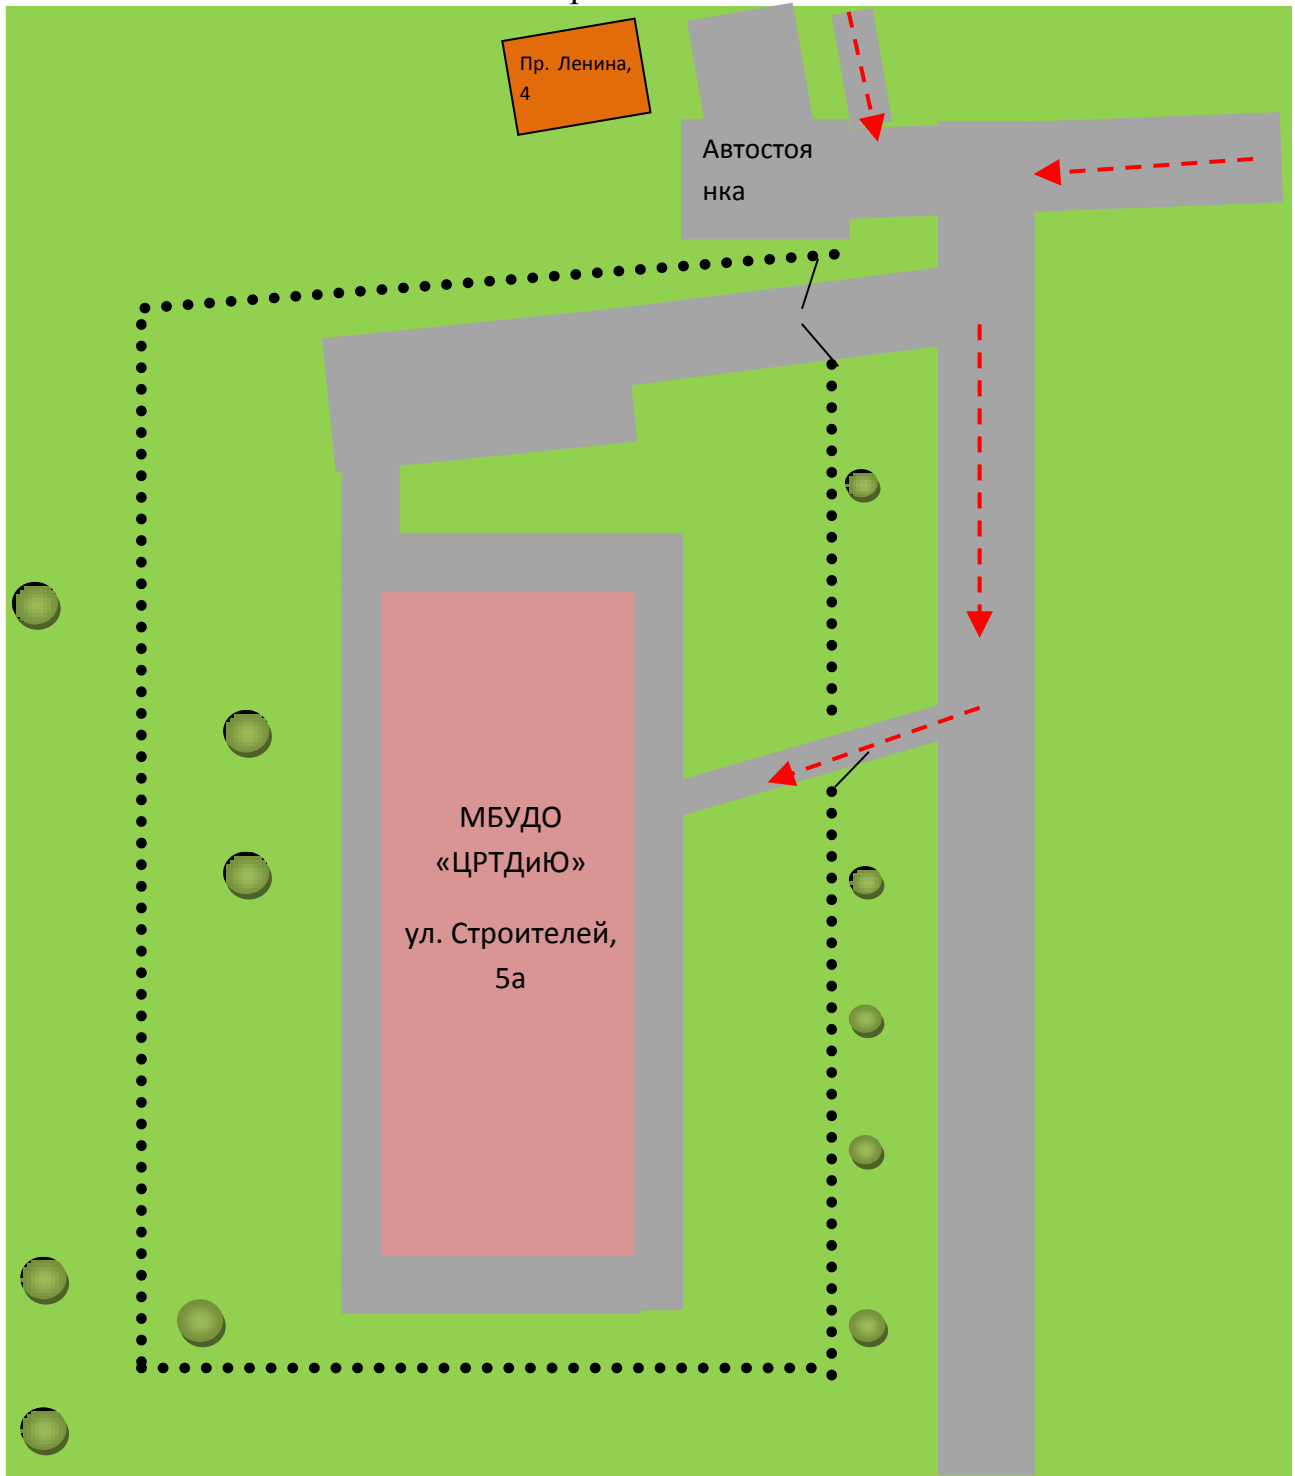 Пр. Ленина,
4
Автостоя
нка
МБУДО
«ЦРТДиЮ»
ул. Строителей,
5а